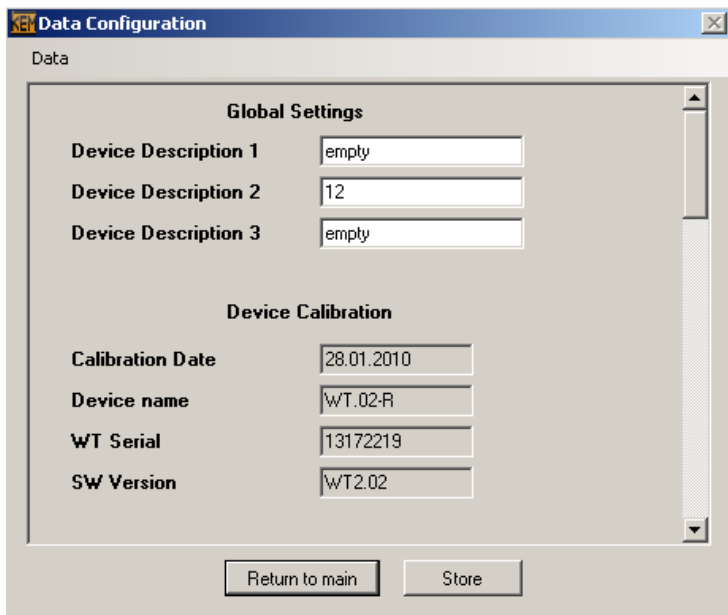 KEM Data Configuration
Data
Global Settings
Device Description 1 empty
Device Description 2 12
Device Description 3 empty
Device Calibration
Calibration Date 28.01.2010
Device name WT.02-R
WT Serial 13172219
SW Version WT2.02
Return to main Store